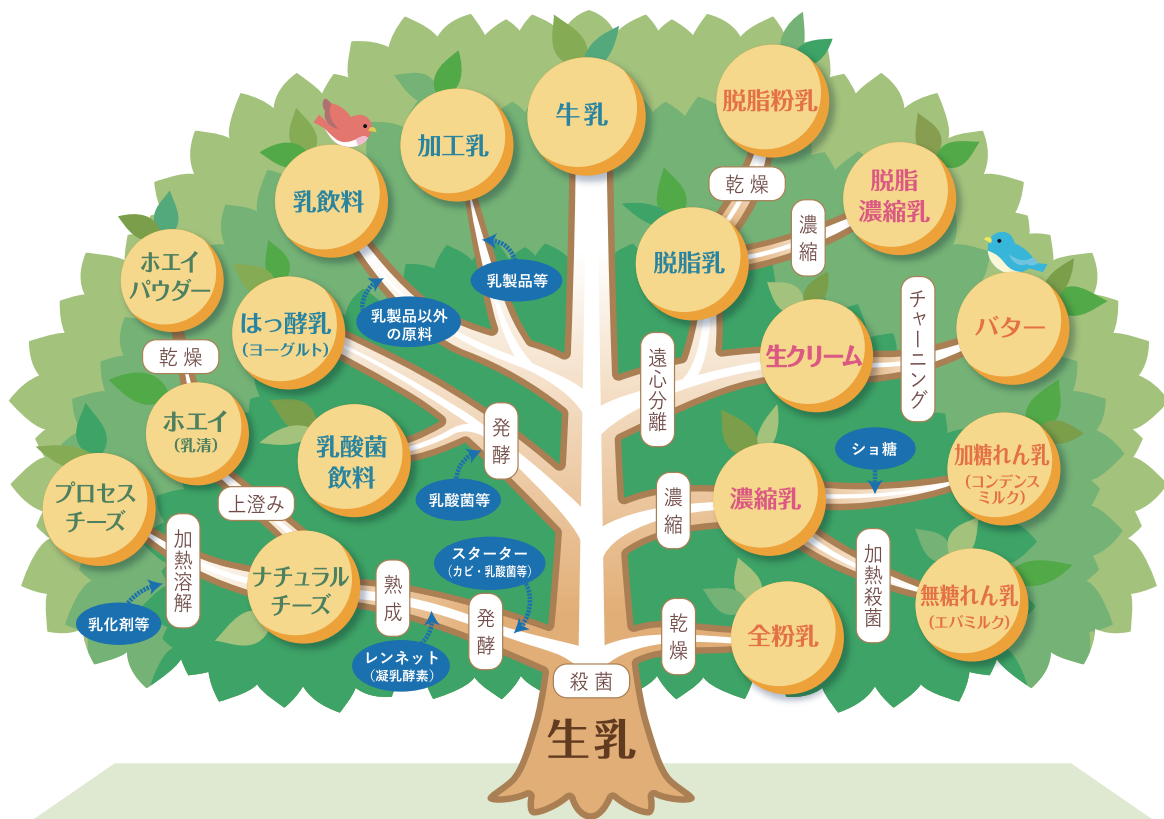 牛乳
脱脂粉乳
加工乳
乳飲料
乾燥
脱脂
濃縮乳
濃縮
脱脂乳
ホエイ
パウダー
乳製品等
乳製品以外
の原料
はっ酵乳
(ヨーグルト)
バター
チャーニング
生クリーム
遠心分離
乾燥
ホエイ
(乳清)
乳酸菌
飲料
発酵
乳酸菌等
ショ糖
加糖れん乳
(コンデンス
ミルク)
濃縮乳
濃縮
プロセス
チーズ
上澄み
加熱溶解
乳化剤等
ナチュラル
チーズ
熟成
スターター
(カビ・乳酸菌等)
発酵
レンネット
(凝乳酵素)
加熱殺菌
無糖れん乳
(エバミルク)
乾燥
全粉乳
殺菌
生乳